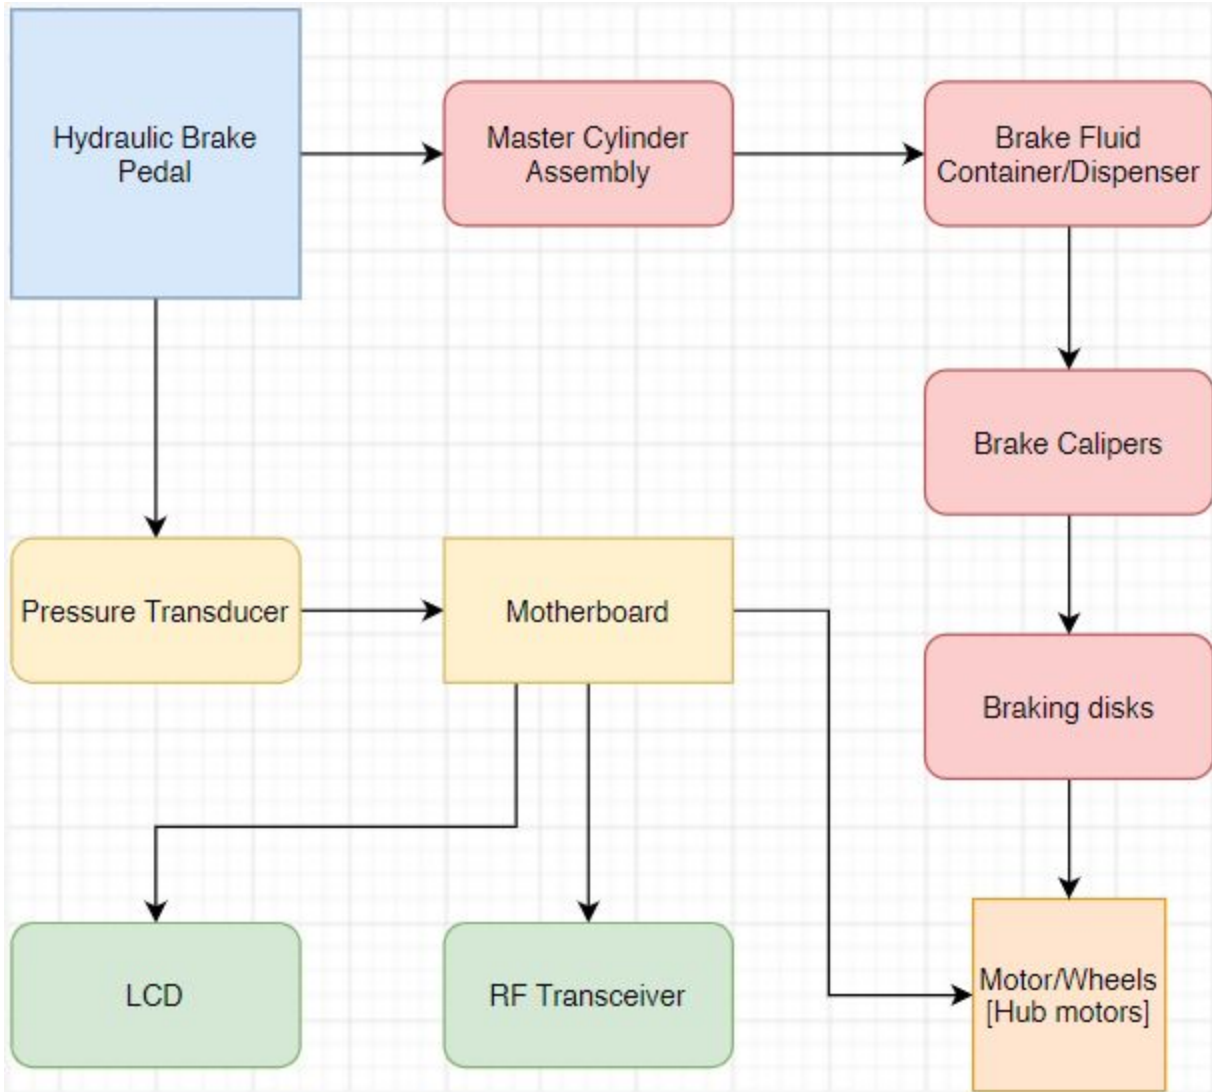 Hydraulic Brake
Pedal
Master Cylinder
Assembly
Brake Fluid
Container/Dispenser
Brake Calipers
Pressure Transducer
Motherboard
Braking disks
LCD
RF Transceiver
Motor/Wheels
[Hub motors]